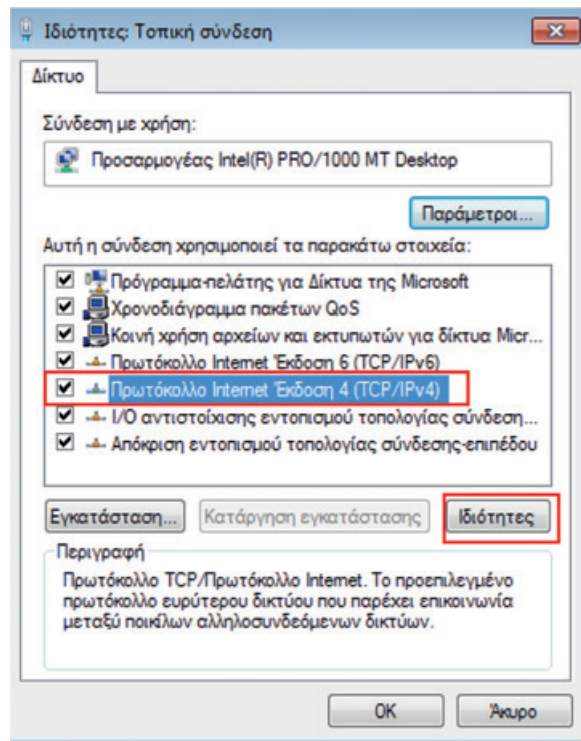 Ιδιότητες: Τοπική σύνδεση
Δίκτυο
Σύνδεση με χρήση:
Προσαρμογέας Intel(R) PRO/1000 MT Desktop
Παράμετροι...
Αυτή η σύνδεση χρησιμοποιεί τα παρακάτω στοιχεία:
Πρόγραμμα-πελάτης για Δίκτυα της Microsoft
Χρονοδιάγραμμα πακέτων QoS
Κοινή χρήση αρχείων και εκτυπωτών για δίκτυα Micr...
Πρωτόκολλο Internet Έκδοση 6 (TCP/IPv6)
Πρωτόκολλο Internet Έκδοση 4 (TCP/IPv4)
I/O αντιστοίχισης εντοπισμού τοπολογίας σύνδεση...
Απόκριση εντοπισμού τοπολογίας σύνδεσης-επιπέδου
Εγκατάσταση... Κατάργηση εγκατάστασης Ιδιότητες
Περιγραφή
Πρωτόκολλο TCP/Πρωτόκολλο Internet. Το προεπιλεγμένο
πρωτόκολλο ευρύτερου δικτύου που παρέχει επικοινωνία
μεταξύ ποικίλων αλληλοσυνδεόμενων δικτύων.
OK Άκυρο